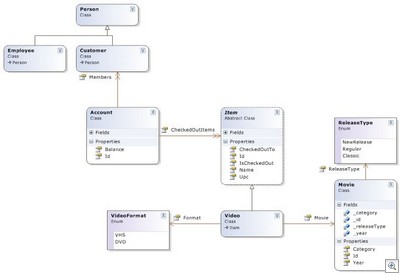 Person
Class
Employee
Class
Person
Customer
Class
Person
Members
Account
Class
Fields
Properties
Balance
Id
CheckedOutItems
Item
Abstract Class
Fields
Properties
CheckedOutTo
Id
IsCheckedOut
Name
Upc
ReleaseType
Enum
NewRelease
Reguler
Classic
ReleaseType
VideoFormat
Enum
VHS
DVD
Format
Video
Class
Item
Movie
Movie
Class
Fields
_category
_id
_releaseType
_year
Properties
Category
Id
Year